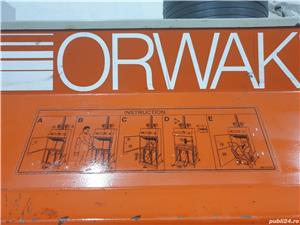 ORWAK
INSTRUCTION
A B C D E
publi24.ro